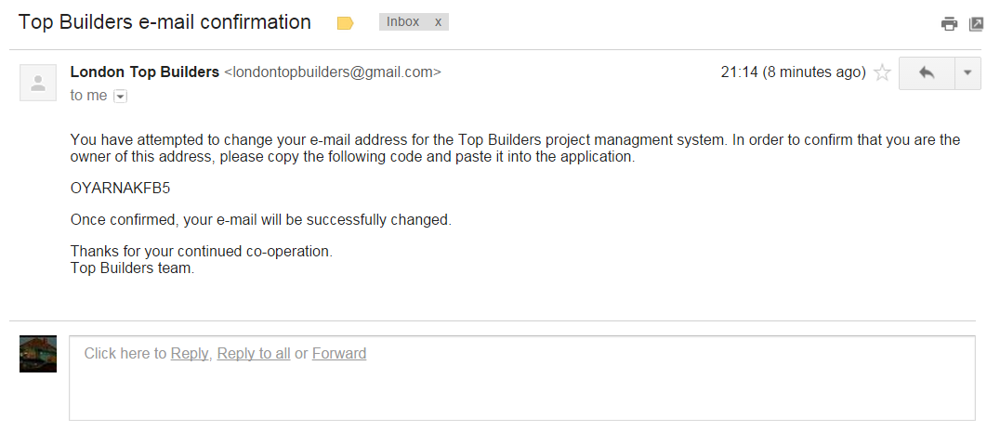 Top Builders e-mail confirmation
Inbox x
London Top Builders <londontopbuilders@gmail.com>
21:14 (8 minutes ago)
to me
You have attempted to change your e-mail address for the Top Builders project managment system. In order to confirm that you are the
owner of this address, please copy the following code and paste it into the application.
OYARNAKFB5
Once confirmed, your e-mail will be successfully changed.
Thanks for your continued co-operation.
Top Builders team.
Click here to Reply, Reply to all or Forward